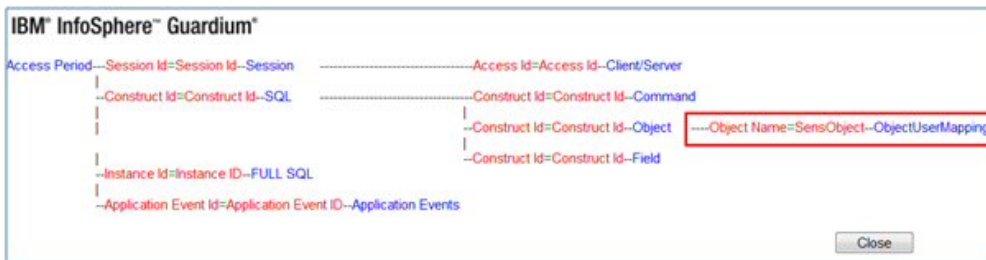 IBM® InfoSphere™ Guardium®
Access Period---Session Id=Session Id--Session ----------------------------------Access Id=Access Id--Client/Server
|
--Construct Id=Construct Id--SQL ----------------------------------Construct Id=Construct Id--Command
| |
| --Construct Id=Construct Id--Object ----Object Name=SensObject--ObjectUserMapping
| |
| --Construct Id=Construct Id--Field
--Instance Id=Instance ID--FULL SQL
|
--Application Event Id=Application Event ID--Application Events
Close